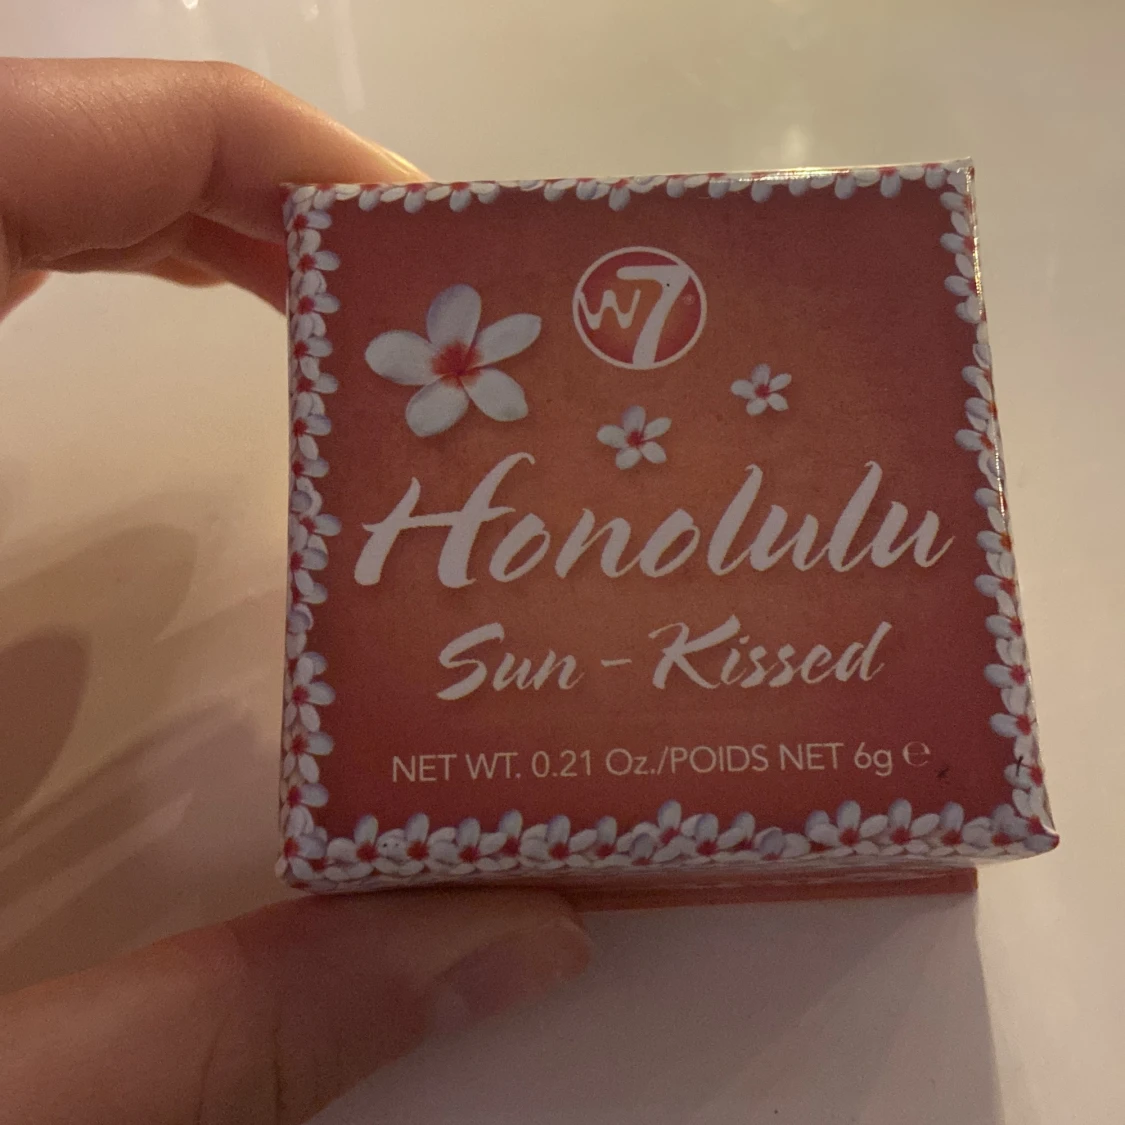 W7
Honolulu
Sun - Kissed
NET WT. 0.21 Oz./POIDS NET 6g ℮